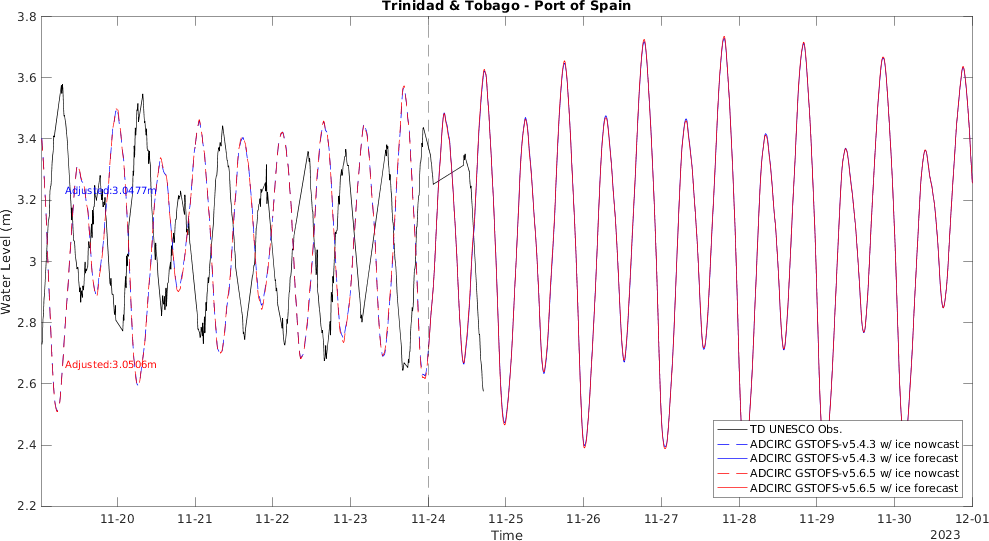 Trinidad & Tobago - Port of Spain
3.8
3.6
3.4
3.2
3
2.8
2.6
2.4
2.2
Water Level (m)
Adjusted:3.0477m
Adjusted:3.0506m
TD UNESCO Obs.
ADCIRC GSTOFS-v5.4.3 w/ ice nowcast
ADCIRC GSTOFS-v5.4.3 w/ ice forecast
ADCIRC GSTOFS-v5.6.5 w/ ice nowcast
ADCIRC GSTOFS-v5.6.5 w/ ice forecast
11-20 11-21 11-22 11-23 11-24 11-25 11-26 11-27 11-28 11-29 11-30 12-01
Time
2023